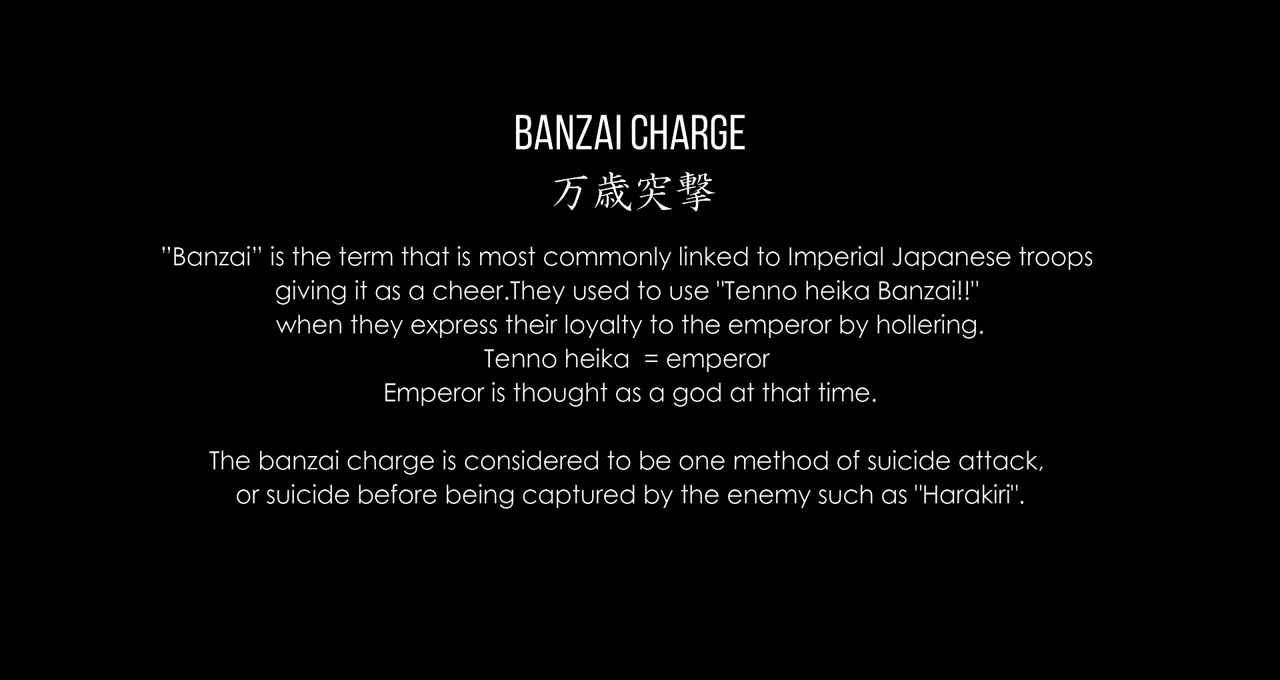 BANZAI CHARGE
万歳突撃
"Banzai" is the term that is most commonly linked to Imperial Japanese troops
giving it as a cheer.They used to use "Tenno heika Banzai!!"
when they express their loyalty to the emperor by hollering.
Tenno heika  = emperor
Emperor is thought as a god at that time.
The banzai charge is considered to be one method of suicide attack,
or suicide before being captured by the enemy such as "Harakiri".